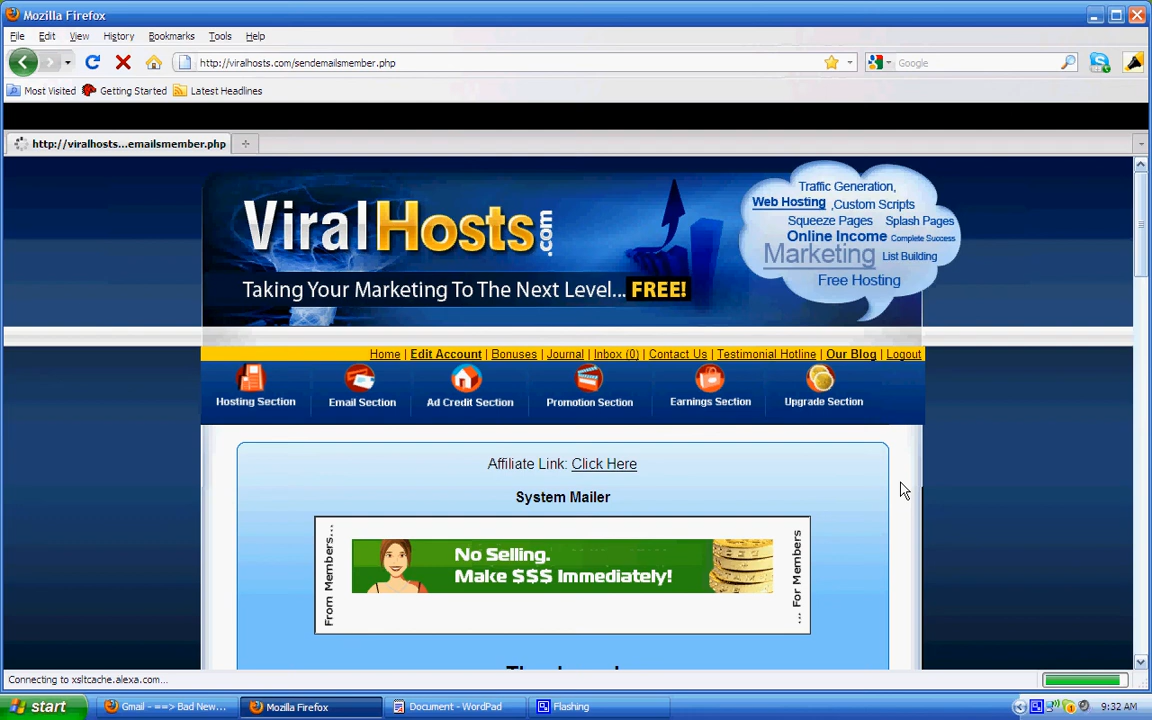 Mozilla Firefox
File Edit View History Bookmarks Tools Help
http://viralhosts.com/sendemailsmember.php
Google
Most Visited Getting Started Latest Headlines
http://viralhosts...emailsmember.php
ViralHosts.com
Taking Your Marketing To The Next Level... FREE!
Traffic Generation,
Web Hosting ,Custom Scripts
Squeeze Pages Splash Pages
Online Income Complete Success
Marketing List Building
Free Hosting
Home | Edit Account | Bonuses | Journal | Inbox (0) | Contact Us | Testimonial Hotline | Our Blog | Logout
Hosting Section Email Section Ad Credit Section Promotion Section Earnings Section Upgrade Section
Affiliate Link: Click Here
System Mailer
From Members...
No Selling.
Make $$$ Immediately!
... For Members
Connecting to xsltcache.alexa.com...
start Gmail - ==> Bad New... Mozilla Firefox Document - WordPad Flashing 9:32 AM